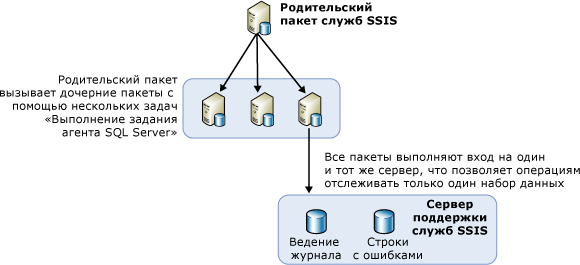 Родительский
пакет служб SSIS
Родительский пакет
вызывает дочерние пакеты с
помощью нескольких задач
«Выполнение задания
агента SQL Server»
Все пакеты выполняют вход на один
и тот же сервер, что позволяет операциям
отслеживать только один набор данных
Сервер
поддержки
служб SSIS
Ведение
журнала
Строки
с ошибками